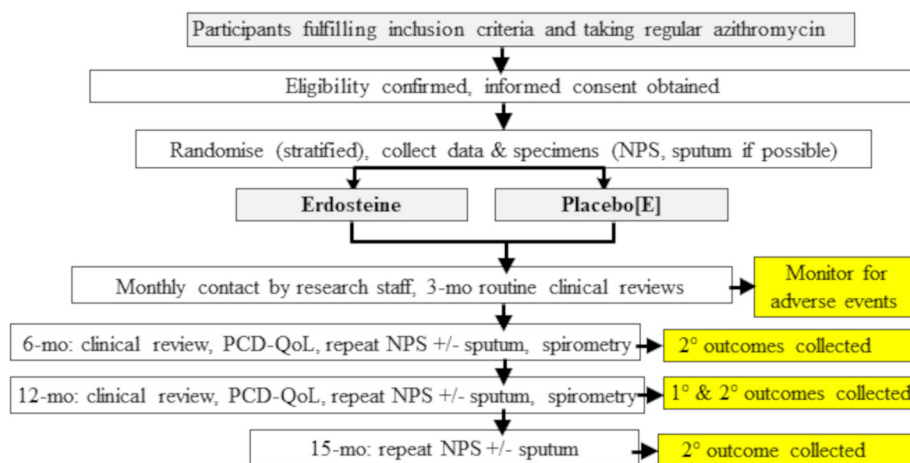 Participants fulfilling inclusion criteria and taking regular azithromycin
Eligibility confirmed, informed consent obtained
Randomise (stratified), collect data & specimens (NPS, sputum if possible)
Erdosteine
Placebo[E]
Monthly contact by research staff, 3-mo routine clinical reviews
Monitor for
adverse events
6-mo: clinical review, PCD-QoL, repeat NPS +/- sputum, spirometry
2° outcomes collected
12-mo: clinical review, PCD-QoL, repeat NPS +/- sputum, spirometry
1° & 2° outcomes collected
15-mo: repeat NPS +/- sputum
2° outcome collected